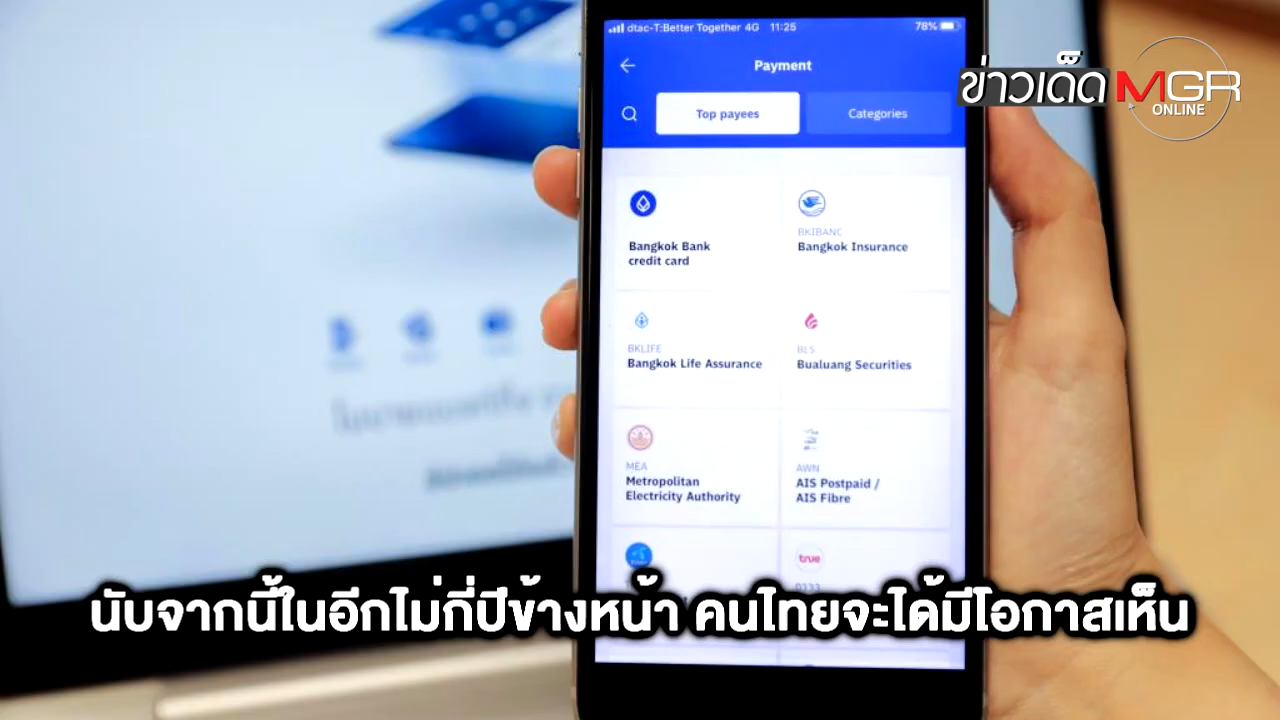 dtac-T:Better Together 4G 11:25 78%
Payment
ข่าวเด็ด MGR
ONLINE
Top payees Categories
BKIBANC
Bangkok Bank
credit card
Bangkok Insurance
BKLIFE
Bangkok Life Assurance
BLS
Bualuang Securities
MEA
Metropolitan
Electricity Authority
AWN
AIS Postpaid /
AIS Fibre
true
นับจากนี้ในอีกไม่กี่ปีข้างหน้า คนไทยจะได้มีโอกาสเห็น